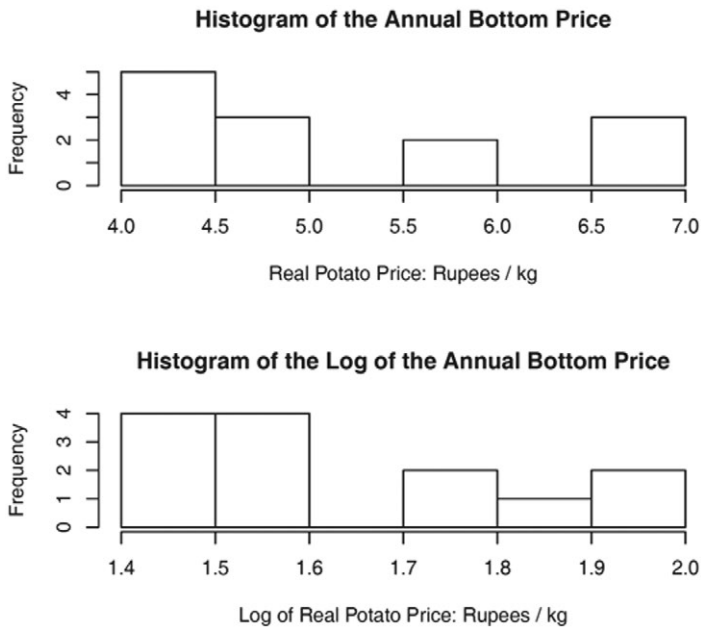 Histogram of the Annual Bottom Price
Frequency
4
2
0
4.0 4.5 5.0 5.5 6.0 6.5 7.0
Real Potato Price: Rupees / kg
Histogram of the Log of the Annual Bottom Price
Frequency
4
3
2
1
0
1.4 1.5 1.6 1.7 1.8 1.9 2.0
Log of Real Potato Price: Rupees / kg